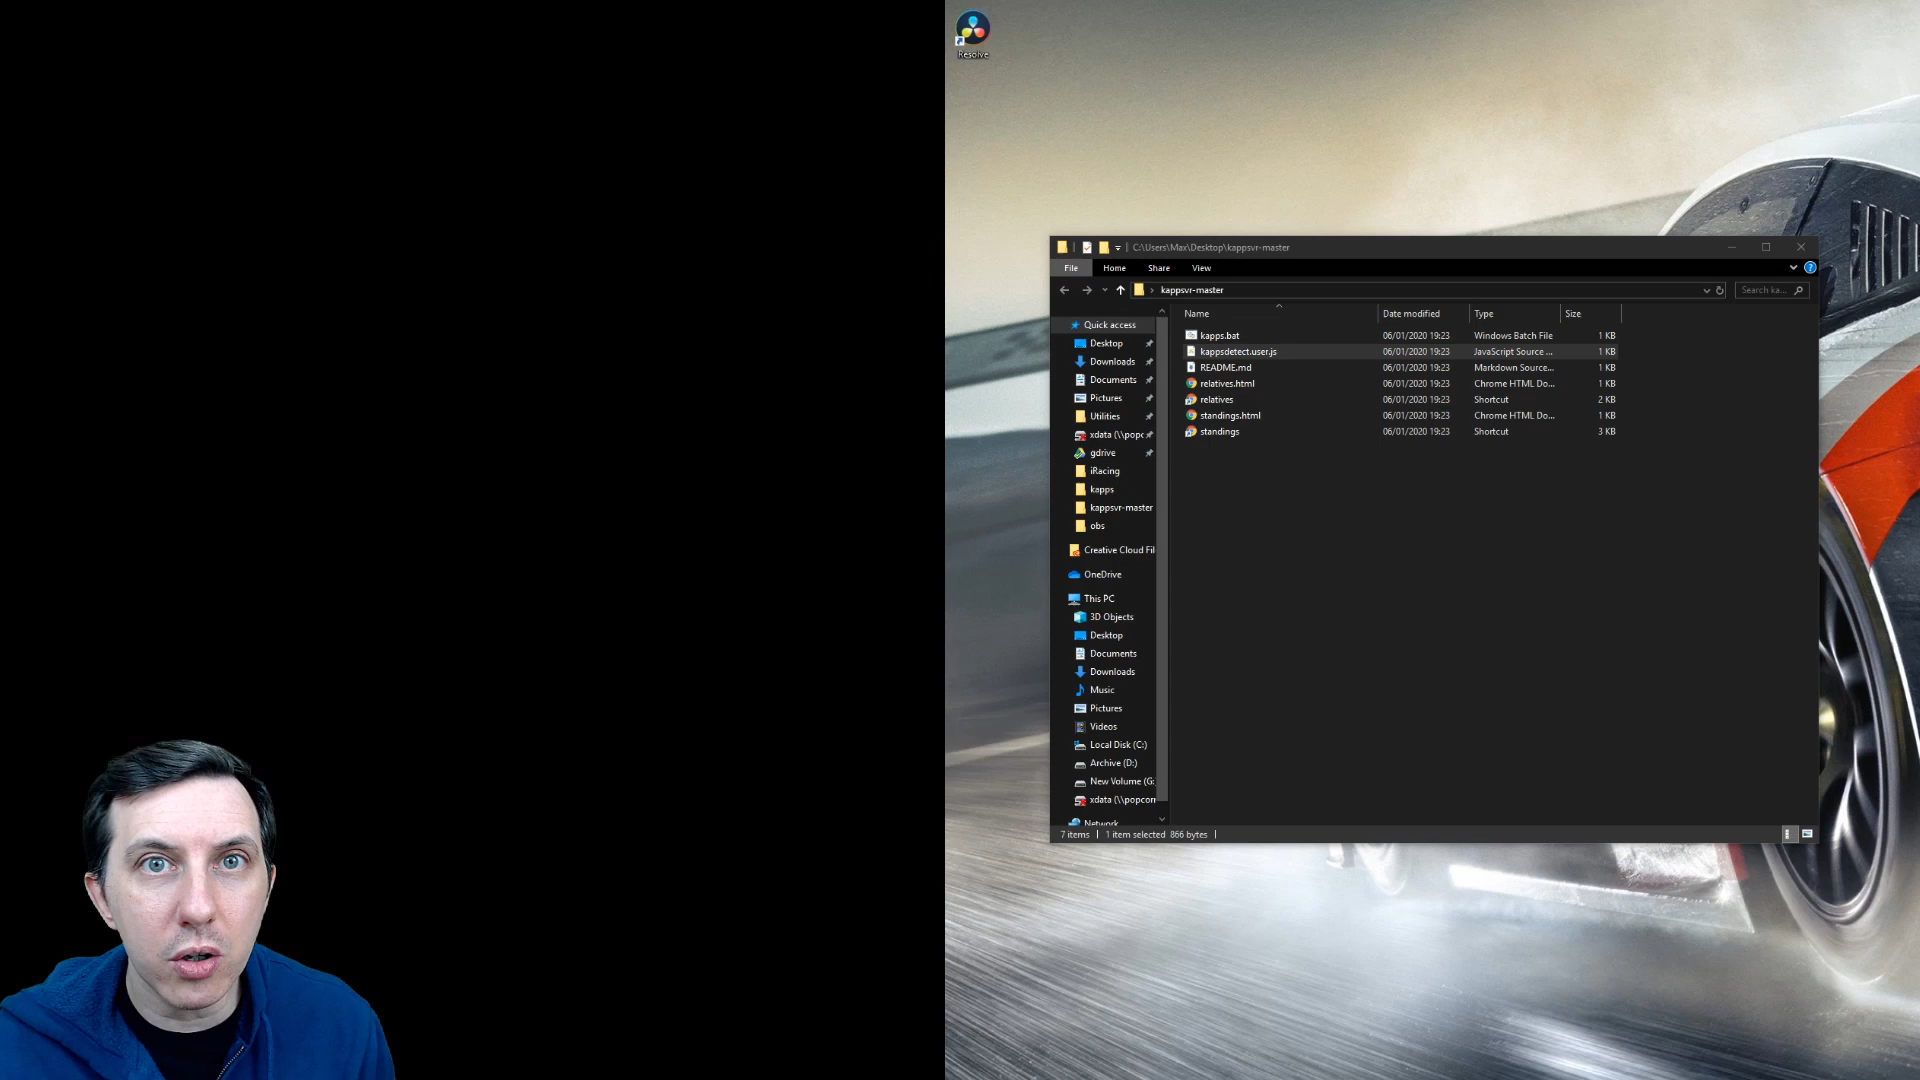 Resolve
C:\Users\Max\Desktop\kappsvr-master
File Home Share View
kappsvr-master
Search ka...
Name Date modified Type Size
kapps.bat 06/01/2020 19:23 Windows Batch File 1 KB
kappsdetect.user.js 06/01/2020 19:23 JavaScript Source ... 1 KB
README.md 06/01/2020 19:23 Markdown Source... 1 KB
relatives.html 06/01/2020 19:23 Chrome HTML Do... 1 KB
relatives 06/01/2020 19:23 Shortcut 2 KB
standings.html 06/01/2020 19:23 Chrome HTML Do... 1 KB
standings 06/01/2020 19:23 Shortcut 3 KB
Quick access
Desktop
Downloads
Documents
Pictures
Utilities
xdata (\\popc
gdrive
iRacing
kapps
kappsvr-master
obs
Creative Cloud Fil
OneDrive
This PC
3D Objects
Desktop
Documents
Downloads
Music
Pictures
Videos
Local Disk (C:)
Archive (D:)
New Volume (G:
xdata (\\popcorn
Network
7 items 1 item selected 866 bytes